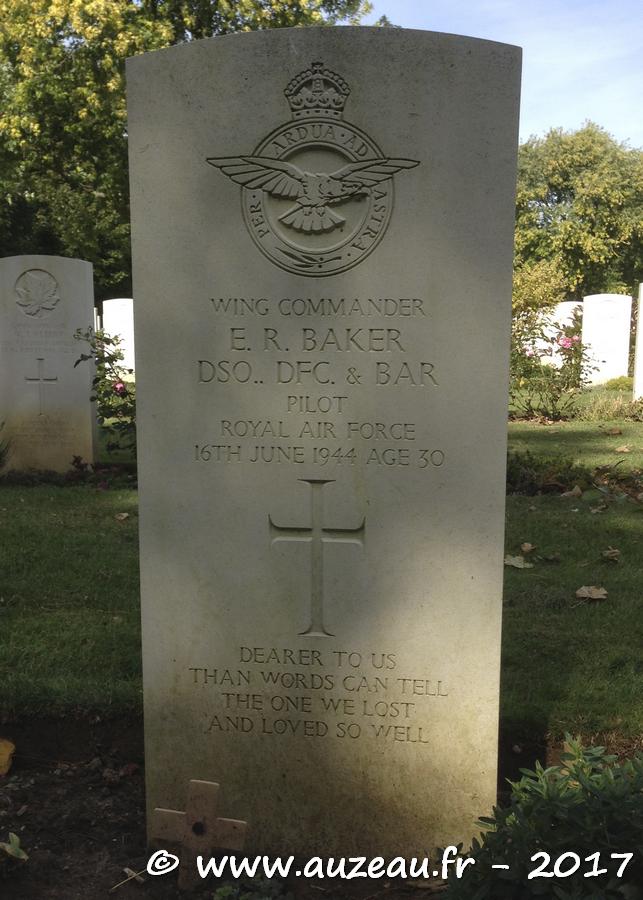 PER · ARDUA · AD ASTRA
WING COMMANDER
E. R. BAKER
DSO.. DFC. & BAR
PILOT
ROYAL AIR FORCE
16TH JUNE 1944 AGE 30
DEARER TO US
THAN WORDS CAN TELL
THE ONE WE LOST
AND LOVED SO WELL
© www.auzeau.fr - 2017